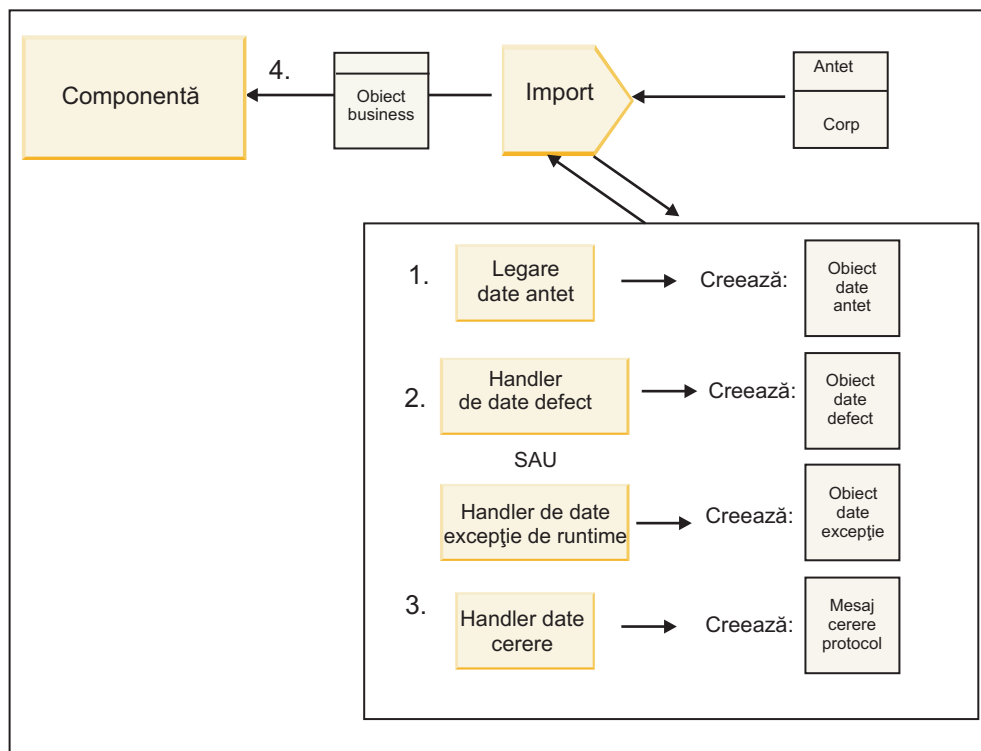 Componentă
4.
Obiect
business
Import
Antet
Corp
1.
Legare
date antet
Creează:
Obiect
date
antet
2.
Handler
de date defect
Creează:
Obiect
date
defect
SAU
Handler de date
excepţie de runtime
Creează:
Obiect
date
excepţie
3.
Handler date
cerere
Creează:
Mesaj
cerere
protocol